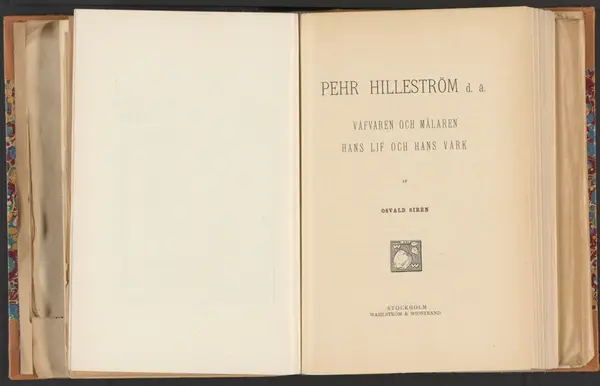 PEHR HILLESTRÖM d. ä.
VÄFVAREN OCH MÅLAREN
HANS LIF OCH HANS VÄRK
AF
OSVALD SIRÉN
STOCKHOLM
WAHLSTRÖM & WIDSTRAND